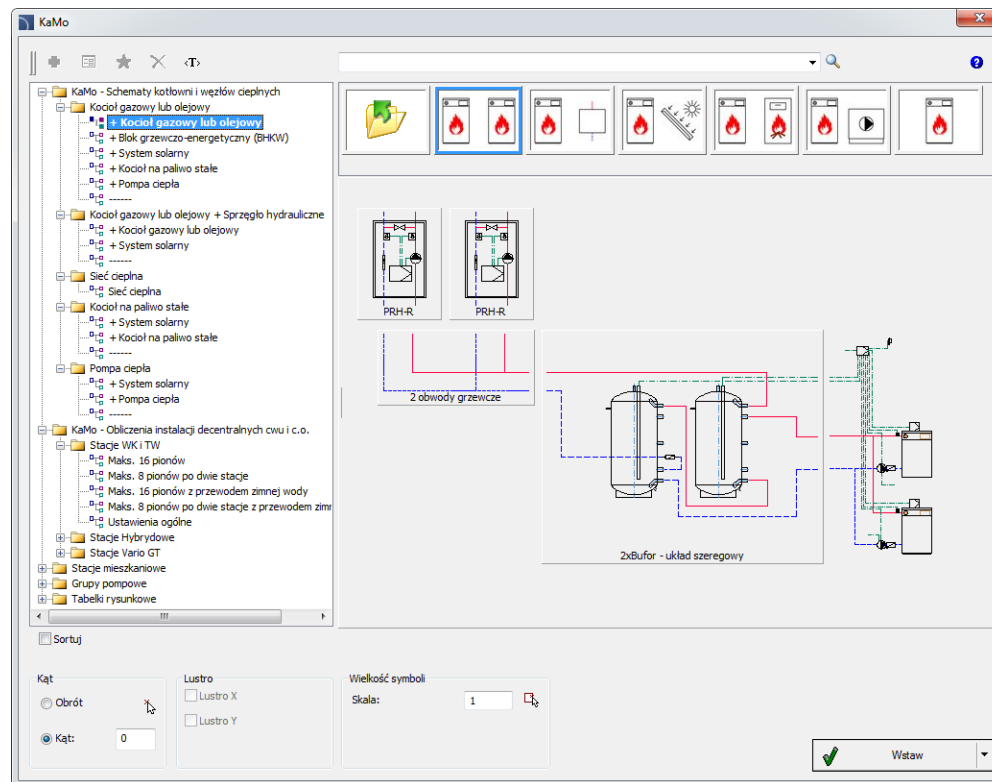 KaMo
‹T›
KaMo - Schematy kotłowni i węzłów cieplnych
Kocioł gazowy lub olejowy
+ Kocioł gazowy lub olejowy
+ Blok grzewczo-energetyczny (BHKW)
+ System solarny
+ Kocioł na paliwo stałe
+ Pompa ciepła
------
Kocioł gazowy lub olejowy + Sprzęgło hydrauliczne
+ Kocioł gazowy lub olejowy
+ System solarny
------
Sieć cieplna
Sieć cieplna
Kocioł na paliwo stałe
+ System solarny
+ Kocioł na paliwo stałe
------
Pompa ciepła
+ System solarny
+ Pompa ciepła
------
KaMo - Obliczenia instalacji decentralnych cwu i c.o.
Stacje WK i TW
Maks. 16 pionów
Maks. 8 pionów po dwie stacje
Maks. 16 pionów z przewodem zimnej wody
Maks. 8 pionów po dwie stacje z przewodem zimn
Ustawienia ogólne
Stacje Hybrydowe
Stacje Vario GT
Stacje mieszkaniowe
Grupy pompowe
Tabelki rysunkowe
PRH-R
PRH-R
2 obwody grzewcze
2xBufor - układ szeregowy
Sortuj
Kąt
Obrót
Kąt:
0
Lustro
Lustro X
Lustro Y
Wielkość symboli
Skala:
1
Wstaw